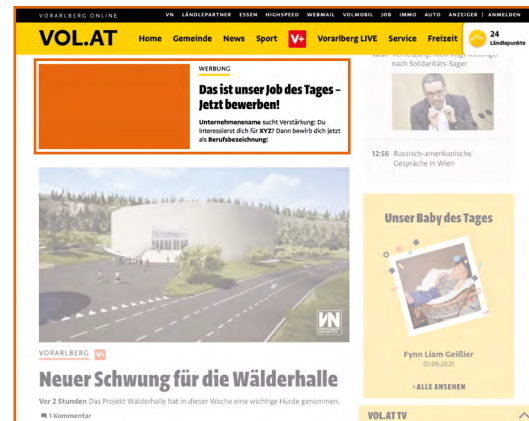 VORARLBERG ONLINE
VN LÄNDLEPARTNER ESSEN HIGHSPEED WEBMAIL VOLMOBIL JOB IMMO AUTO ANZEIGER | ANMELDEN
VOL.AT
Home Gemeinde News Sport V+ Vorarlberg LIVE Service Freizeit
24
Ländlepunkte
WERBUNG
Das ist unser Job des Tages –
Jetzt bewerben!
Unternehmensname sucht Verstärkung: Du
interessierst dich für XYZ? Dann bewirb dich jetzt
als Berufsbezeichnung!
nach Solidaritäts-Sager
12:56 Russisch-amerikanische
Gespräche in Wien
VN
VORARLBERG V+
Neuer Schwung für die Wälderhalle
Vor 2 Stunden Das Projekt Wälderhalle hat in dieser Woche eine wichtige Hürde genommen.
1 Kommentar
Unser Baby des Tages
Fynn Liam Geißler
01.09.2021
› ALLE ANSEHEN
VOL.AT TV